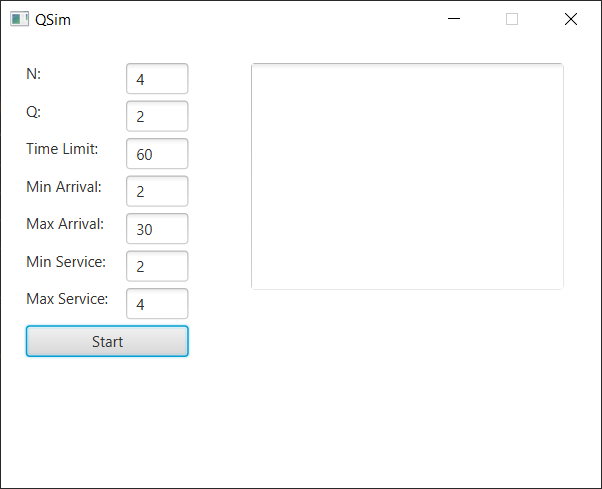 QSim
N: 4
Q: 2
Time Limit: 60
Min Arrival: 2
Max Arrival: 30
Min Service: 2
Max Service: 4
Start